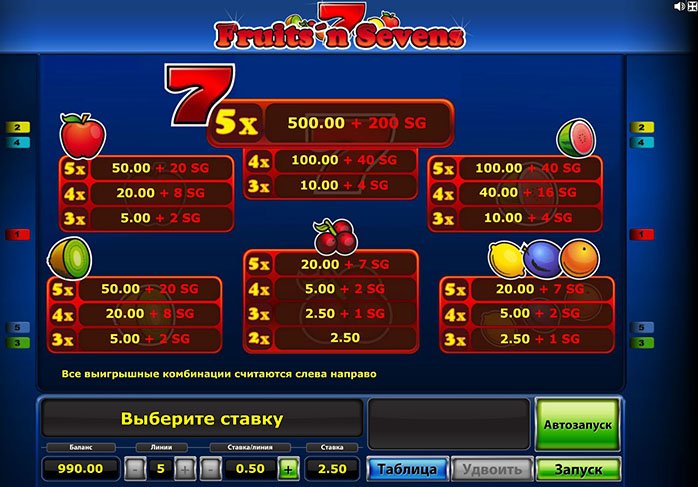 Fruits 'n Sevens
7
5x 500.00 + 200 SG
4x 100.00 + 40 SG
3x 10.00 + 4 SG
5x 50.00 + 20 SG
4x 20.00 + 8 SG
3x 5.00 + 2 SG
5x 100.00 + 40 SG
4x 40.00 + 16 SG
3x 10.00 + 4 SG
5x 50.00 + 20 SG
4x 20.00 + 8 SG
3x 5.00 + 2 SG
5x 20.00 + 7 SG
4x 5.00 + 2 SG
3x 2.50 + 1 SG
2x 2.50
5x 20.00 + 7 SG
4x 5.00 + 2 SG
3x 2.50 + 1 SG
2 2
4 4
1 1
5 5
3 3
Все выигрышные комбинации считаются слева направо
Выберите ставку
Автозапуск
Баланс Линии Ставка/линия Ставка
990.00 - 5 + - 0.50 + 2.50
Таблица Удвоить Запуск